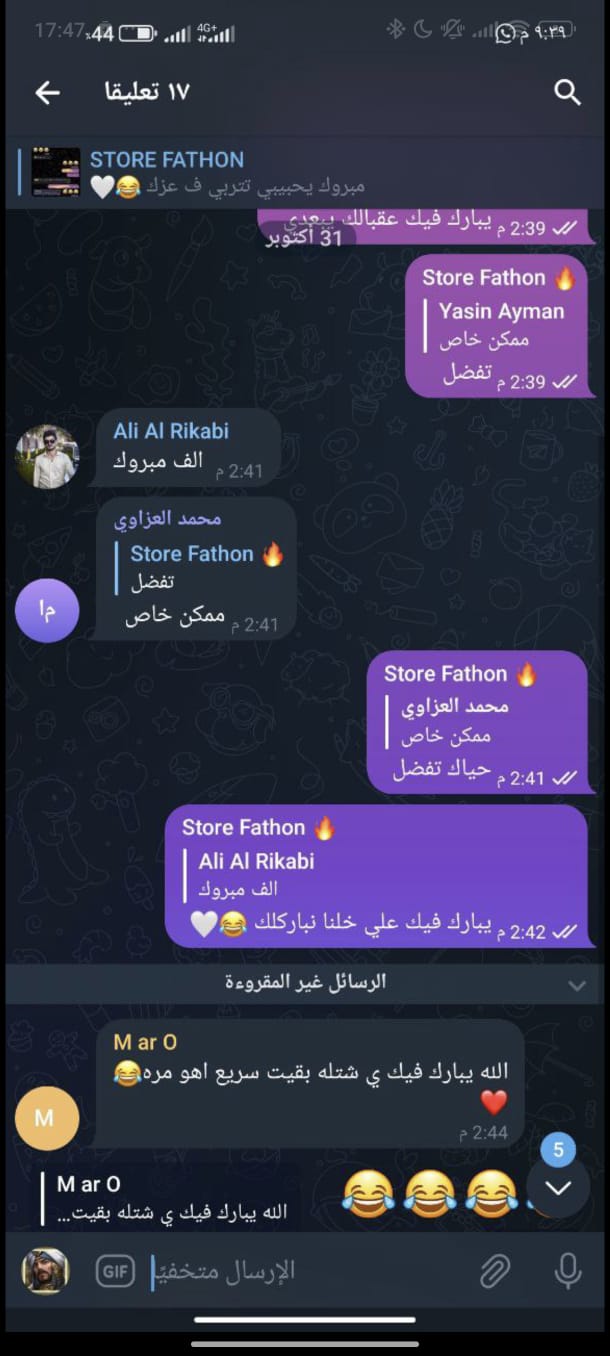 17:47
44%
4G+
٩:٣٩ م
١٧ تعليقا
STORE FATHON
مبروك يحبيبي تتربي ف عزك 😂🤍
يبارك فيك عقبالك يبعدي
2:39 م
31 أكتوبر
Store Fathon 🔥
Yasin Ayman
ممكن خاص
تفضل
2:39 م
Ali Al Rikabi
الف مبروك
2:41 م
محمد العزاوي
Store Fathon 🔥
تفضل
ممكن خاص
2:41 م
ما
Store Fathon 🔥
محمد العزاوي
ممكن خاص
حياك تفضل
2:41 م
Store Fathon 🔥
Ali Al Rikabi
الف مبروك
يبارك فيك علي خلنا نباركلك 😂🤍
2:42 م
الرسائل غير المقروءة
M ar O
الله يبارك فيك ي شتله بقيت سريع اهو مره😂
❤️
2:44 م
M
5
M ar O
الله يبارك فيك ي شتله بقيت...
😂😂😂
GIF
الإرسال متخفيًا